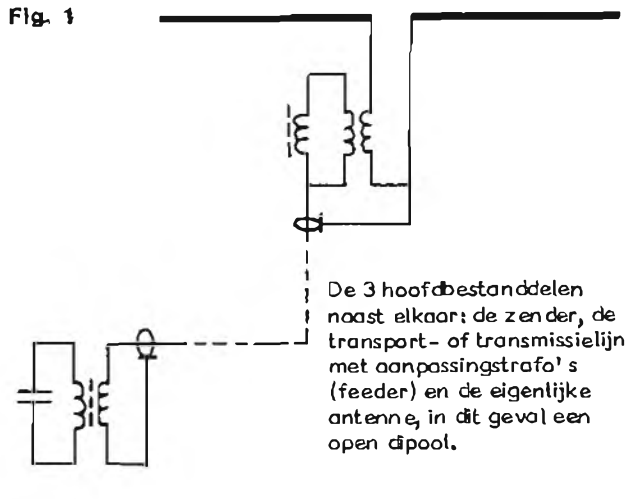 Fig. 1
De 3 hoofdbestanddelen
naast elkaar: de zender, de
transport- of transmissielijn
met aanpassingstrafo's
(feeder) en de eigenlijke
antenne, in dit geval een
open dipool.